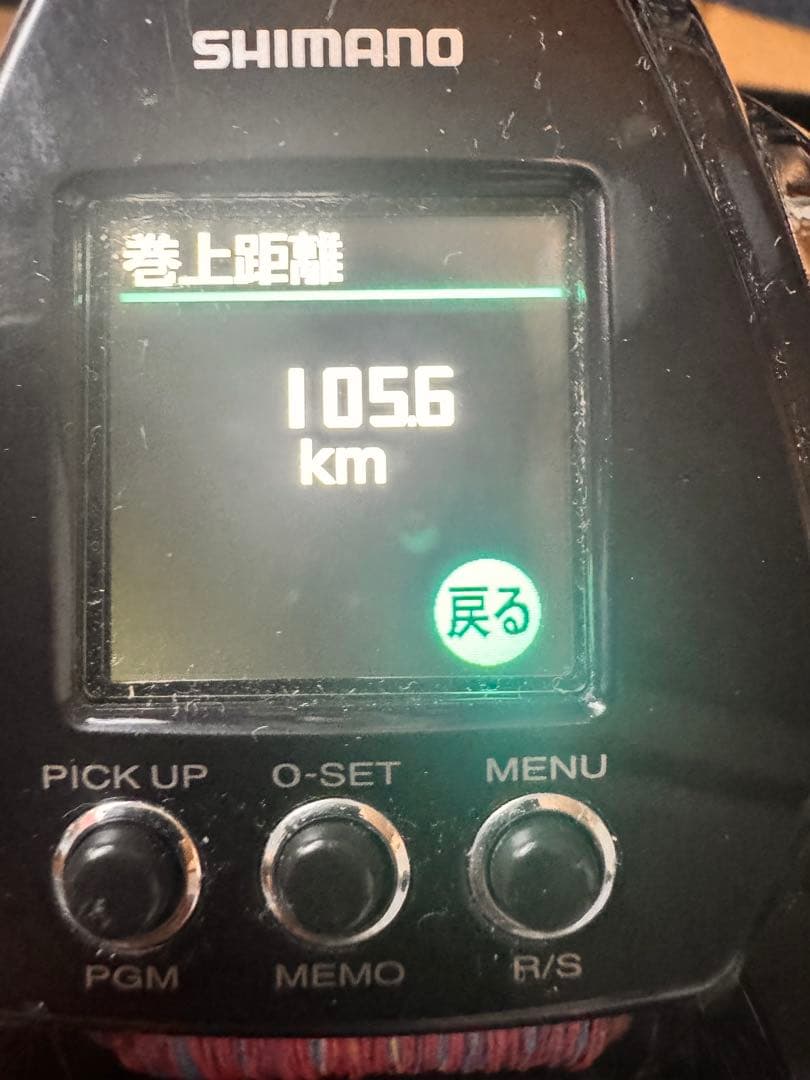 SHIMANO
巻上距離
105.6
km
戻る
PICK UP
0-SET
MENU
PGM
MEMO
R/S